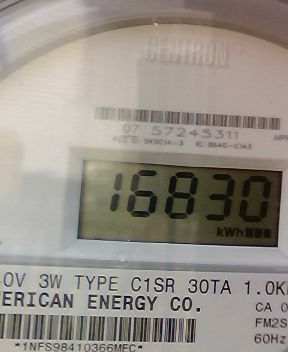 CENTRON
07 57245311
16830
kWh
0V 3W TYPE C1SR 30TA 1.0K
ERICAN ENERGY CO. CA 0
FM2S
60Hz
*1NFS98410366MEC*